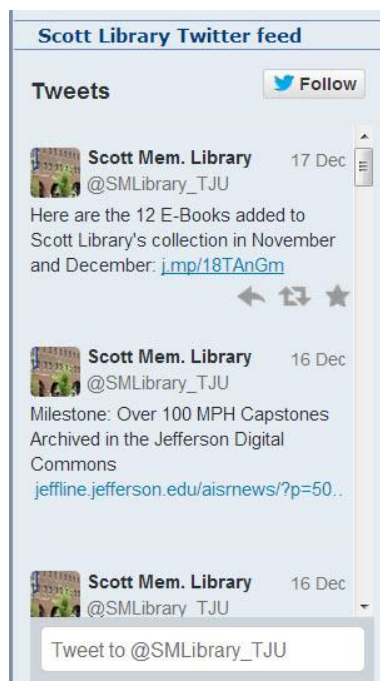 Scott Library Twitter feed
Tweets
Follow
Scott Mem. Library 17 Dec
@SMLibrary_TJU
Here are the 12 E-Books added to
Scott Library's collection in November
and December: j.mp/18TAnGm
Scott Mem. Library 16 Dec
@SMLibrary_TJU
Milestone: Over 100 MPH Capstones
Archived in the Jefferson Digital
Commons
jeffline.jefferson.edu/aisrnews/?p=50...
Scott Mem. Library 16 Dec
@SMLibrary_TJU
Tweet to @SMLibrary_TJU